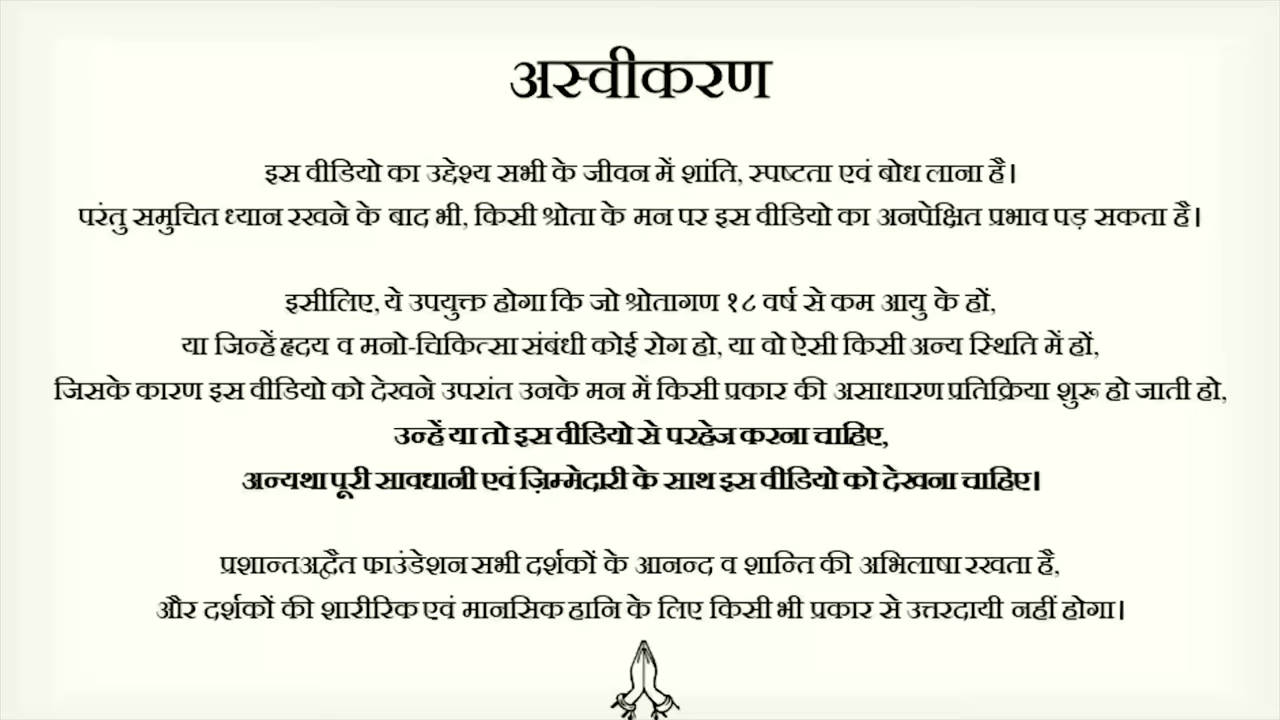 अस्वीकरण
इस वीडियो का उद्देश्य सभी के जीवन में शांति, स्पष्टता एवं बोध लाना है।
परंतु समुचित ध्यान रखने के बाद भी, किसी श्रोता के मन पर इस वीडियो का अनपेक्षित प्रभाव पड़ सकता है।
इसीलिए, ये उपयुक्त होगा कि जो श्रोतागण १८ वर्ष से कम आयु के हों,
या जिन्हें हृदय व मनो-चिकित्सा संबंधी कोई रोग हो, या वो ऐसी किसी अन्य स्थिति में हों,
जिसके कारण इस वीडियो को देखने उपरांत उनके मन में किसी प्रकार की असाधारण प्रतिक्रिया शुरू हो जाती हो,
उन्हें या तो इस वीडियो से परहेज करना चाहिए,
अन्यथा पूरी सावधानी एवं ज़िम्मेदारी के साथ इस वीडियो को देखना चाहिए।
प्रशान्तअद्वैत फाउंडेशन सभी दर्शकों के आनन्द व शान्ति की अभिलाषा रखता है,
और दर्शकों की शारीरिक एवं मानसिक हानि के लिए किसी भी प्रकार से उत्तरदायी नहीं होगा।